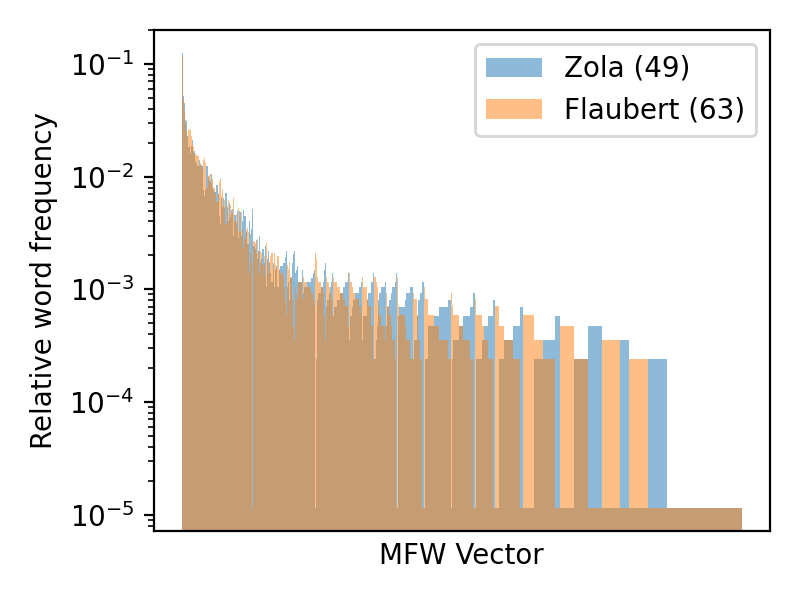 Zola (49)
Flaubert (63)
10⁻¹
10⁻²
10⁻³
10⁻⁴
10⁻⁵
Relative word frequency
MFW Vector